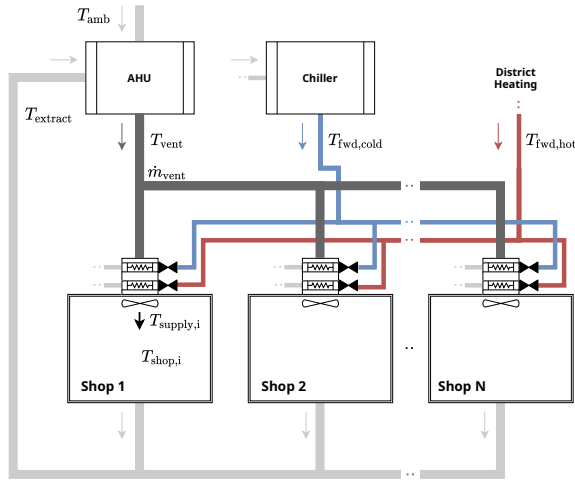 T_amb
AHU
Chiller
District
Heating
T_extract
T_vent
T_fwd,cold
T_fwd,hot
ṁ_vent
T_supply,i
T_shop,i
Shop 1
Shop 2
Shop N